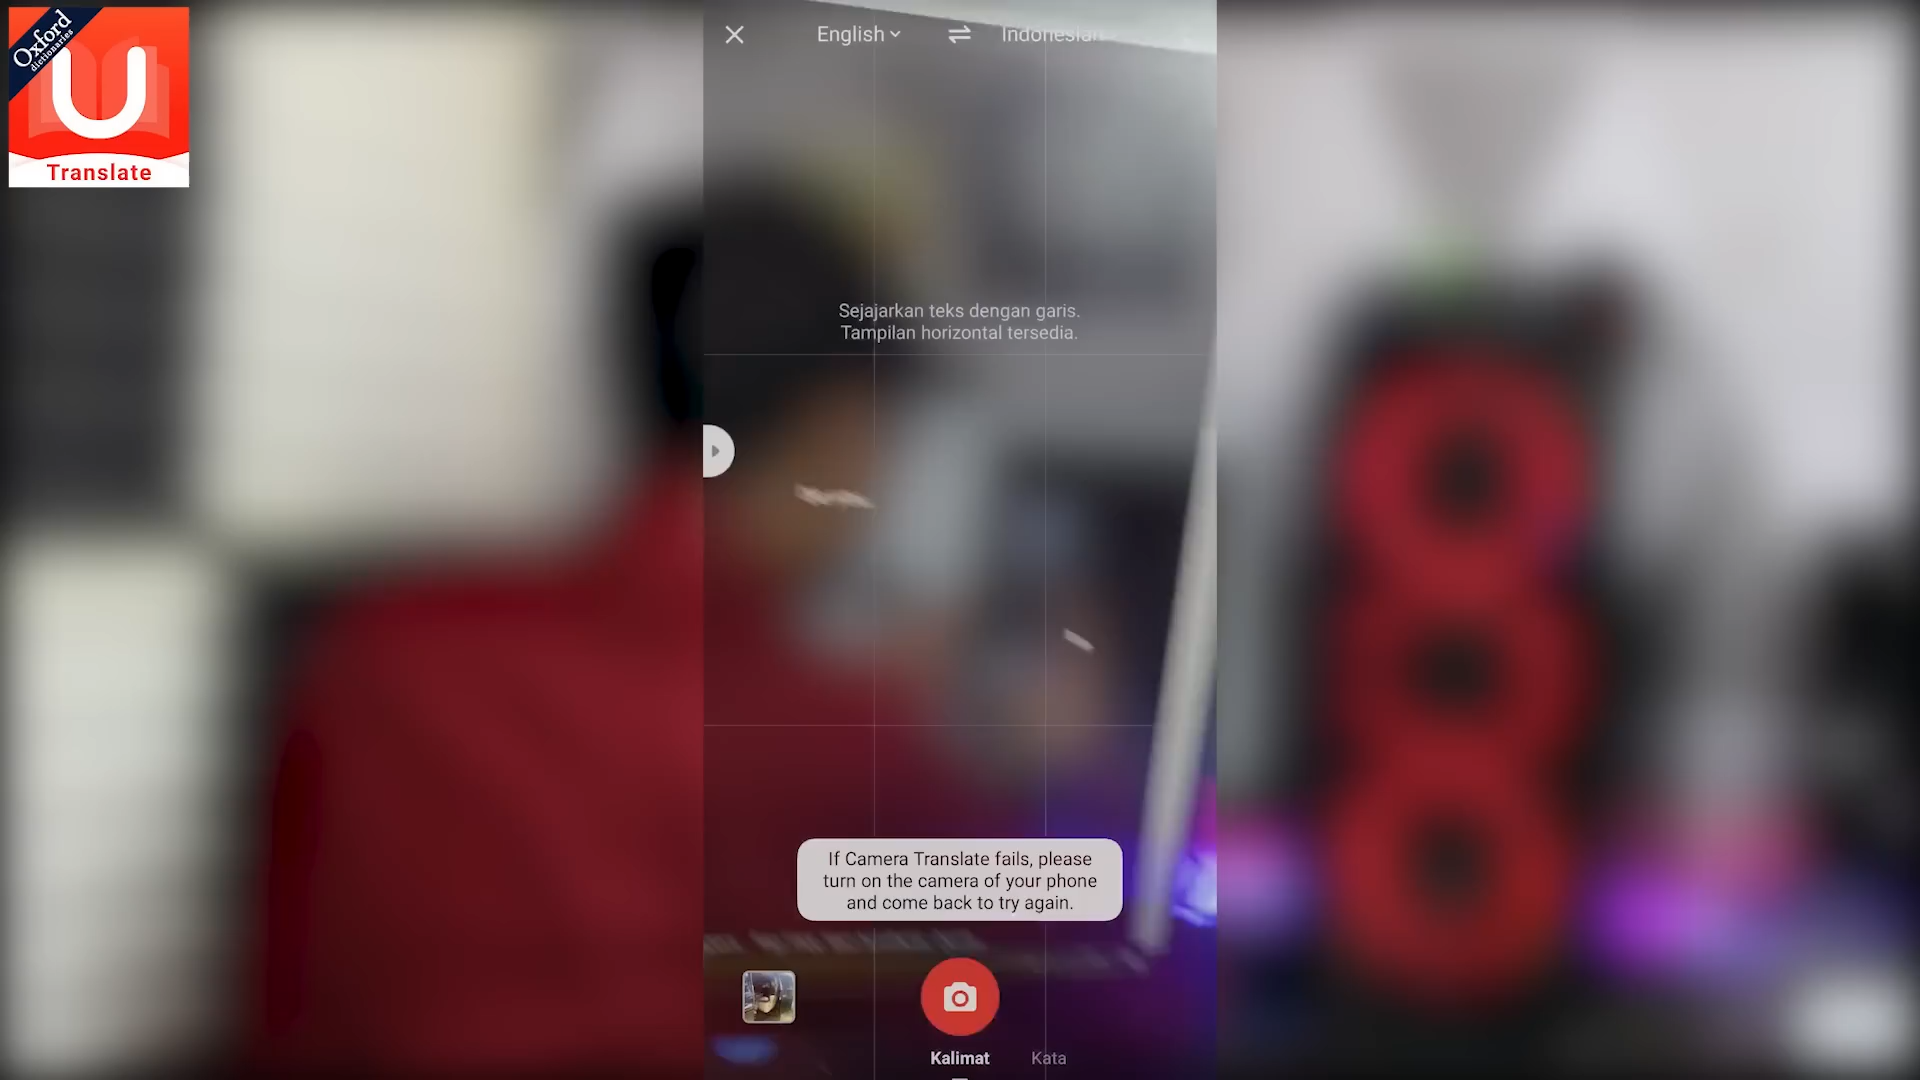 Oxford
dictionaries
U
Translate
English
Indonesian
Sejajarkan teks dengan garis.
Tampilan horizontal tersedia.
If Camera Translate fails, please
turn on the camera of your phone
and come back to try again.
Kalimat
Kata